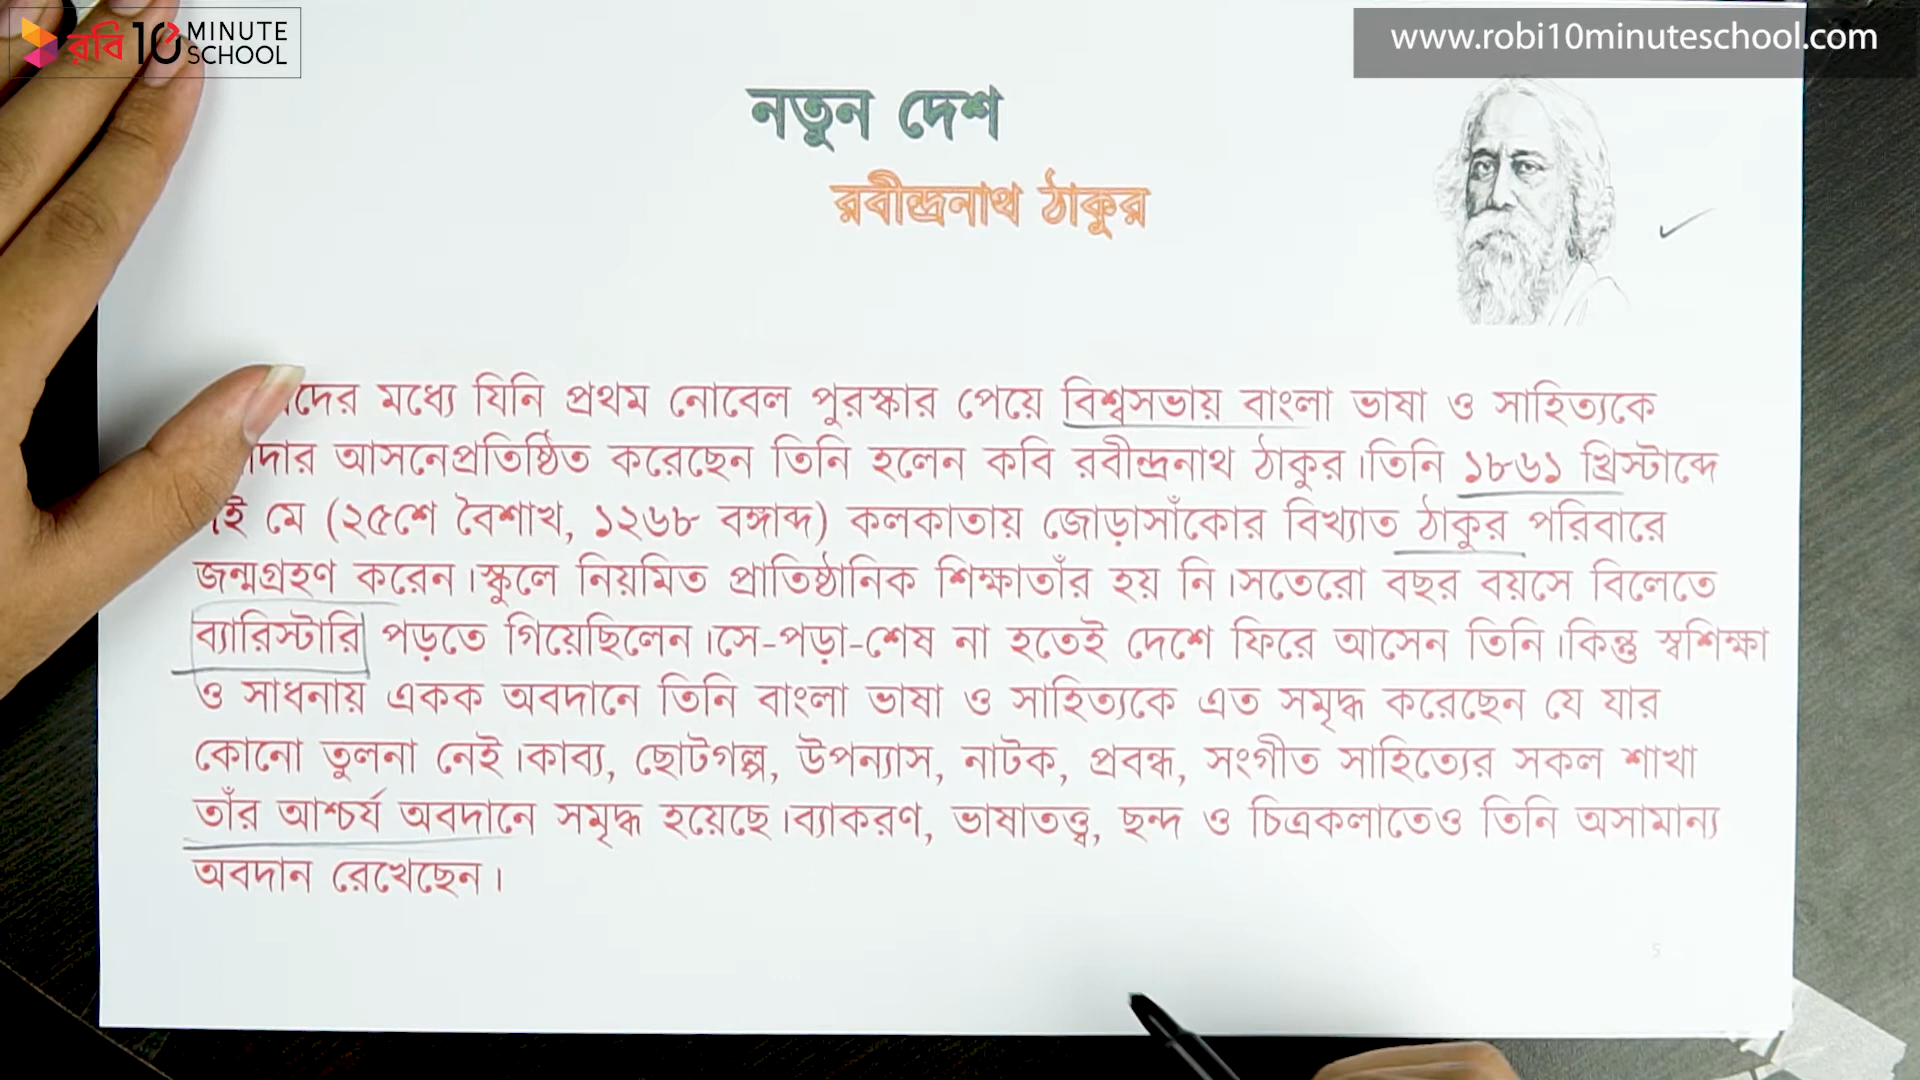 রবি 10 MINUTE SCHOOL
www.robi10minuteschool.com
নতুন দেশ
রবীন্দ্রনাথ ঠাকুর
মধ্যে যিনি প্রথম নোবেল পুরস্কার পেয়ে বিশ্বসভায় বাংলা ভাষা ও সাহিত্যকে
আসনেপ্রতিষ্ঠিত করেছেন তিনি হলেন কবি রবীন্দ্রনাথ ঠাকুর।তিনি ১৮৬১ খ্রিস্টাব্দে
মে (২৫শে বৈশাখ, ১২৬৮ বঙ্গাব্দ) কলকাতায় জোড়াসাঁকোর বিখ্যাত ঠাকুর পরিবারে
জন্মগ্রহণ করেন।স্কুলে নিয়মিত প্রাতিষ্ঠানিক শিক্ষাতাঁর হয় নি।সতেরো বছর বয়সে বিলেতে
ব্যারিস্টারি পড়তে গিয়েছিলেন।সে-পড়া-শেষ না হতেই দেশে ফিরে আসেন তিনি।কিন্তু স্বশিক্ষা
ও সাধনায় একক অবদানে তিনি বাংলা ভাষা ও সাহিত্যকে এত সমৃদ্ধ করেছেন যে যার
কোনো তুলনা নেই।কাব্য, ছোটগল্প, উপন্যাস, নাটক, প্রবন্ধ, সংগীত সাহিত্যের সকল শাখা
তাঁর আশ্চর্য অবদানে সমৃদ্ধ হয়েছে।ব্যাকরণ, ভাষাতত্ত্ব, ছন্দ ও চিত্রকলাতেও তিনি অসামান্য
অবদান রেখেছেন।
5